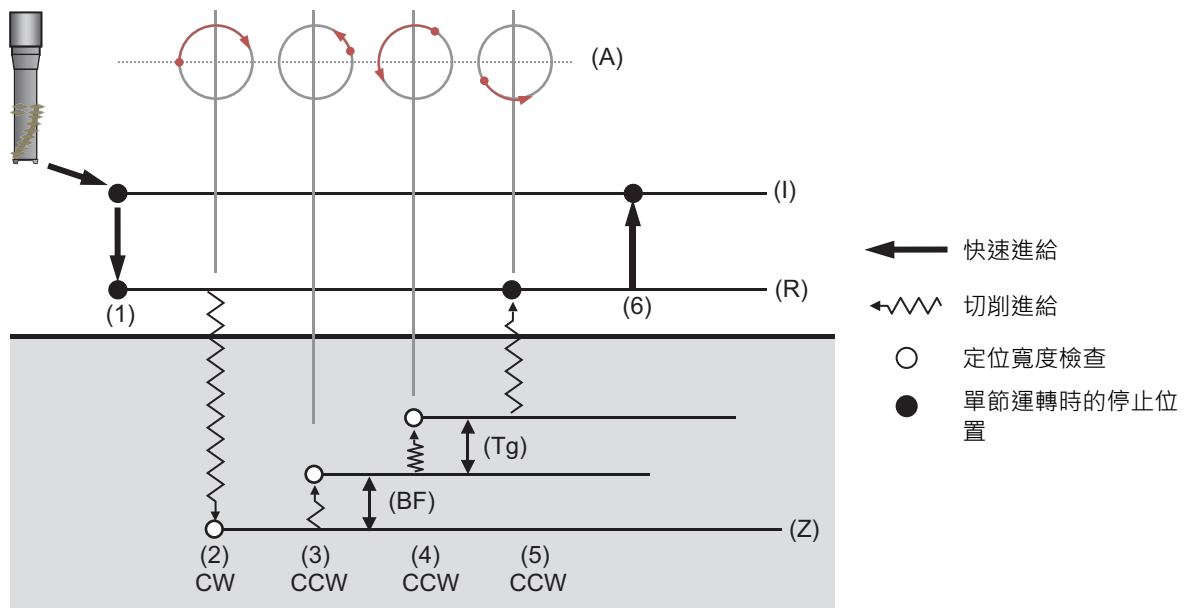 (A)
(I)
(R)
(1)
(6)
(Tg)
(BF)
(Z)
(2)
CW
(3)
CCW
(4)
CCW
(5)
CCW
快速進給
切削進給
定位寬度檢查
單節運轉時的停止位
置